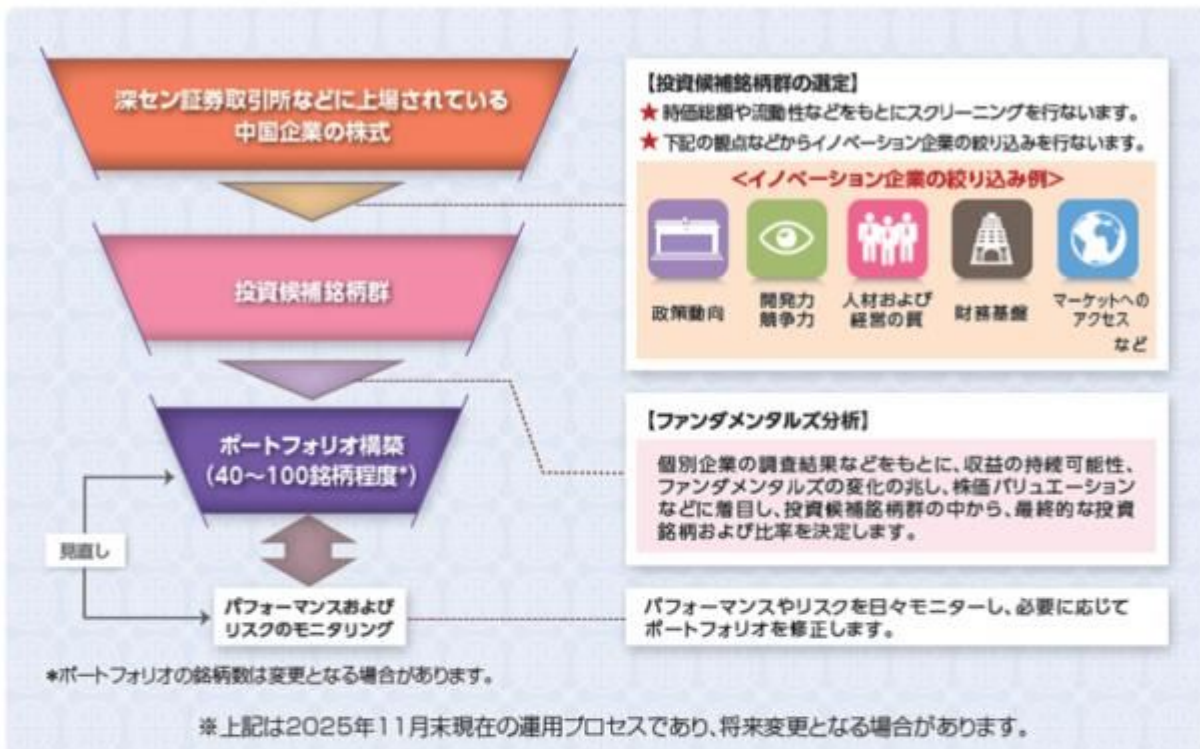 深セン証券取引所などに上場されている
中国企業の株式
投資候補銘柄群
ポートフォリオ構築
(40～100銘柄程度*)
見直し
パフォーマンスおよび
リスクのモニタリング
【投資候補銘柄群の選定】
★時価総額や流動性などをもとにスクリーニングを行ないます。
★下記の観点などからイノベーション企業の絞り込みを行ないます。
<イノベーション企業の絞り込み例>
政策動向
開発力
競争力
人材および
経営の質
財務基盤
マーケットへの
アクセス
など
【ファンダメンタルズ分析】
個別企業の調査結果などをもとに、収益の持続可能性、
ファンダメンタルズの変化の兆し、株価バリュエーション
などに着目し、投資候補銘柄群の中から、最終的な投資
銘柄および比率を決定します。
パフォーマンスやリスクを日々モニターし、必要に応じて
ポートフォリオを修正します。
*ポートフォリオの銘柄数は変更となる場合があります。
※上記は2025年11月末現在の運用プロセスであり、将来変更となる場合があります。